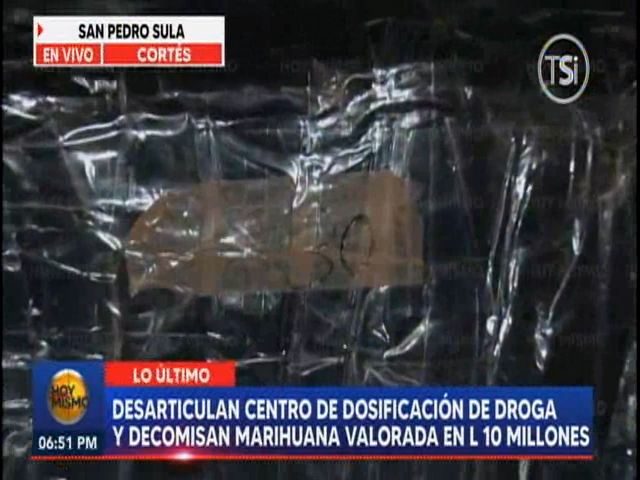 SAN PEDRO SULA
EN VIVO
CORTÉS
TSi
LO ÚLTIMO
HOY MISMO
DESARTICULAN CENTRO DE DOSIFICACIÓN DE DROGA
06:51 PM
Y DECOMISAN MARIHUANA VALORADA EN L 10 MILLONES